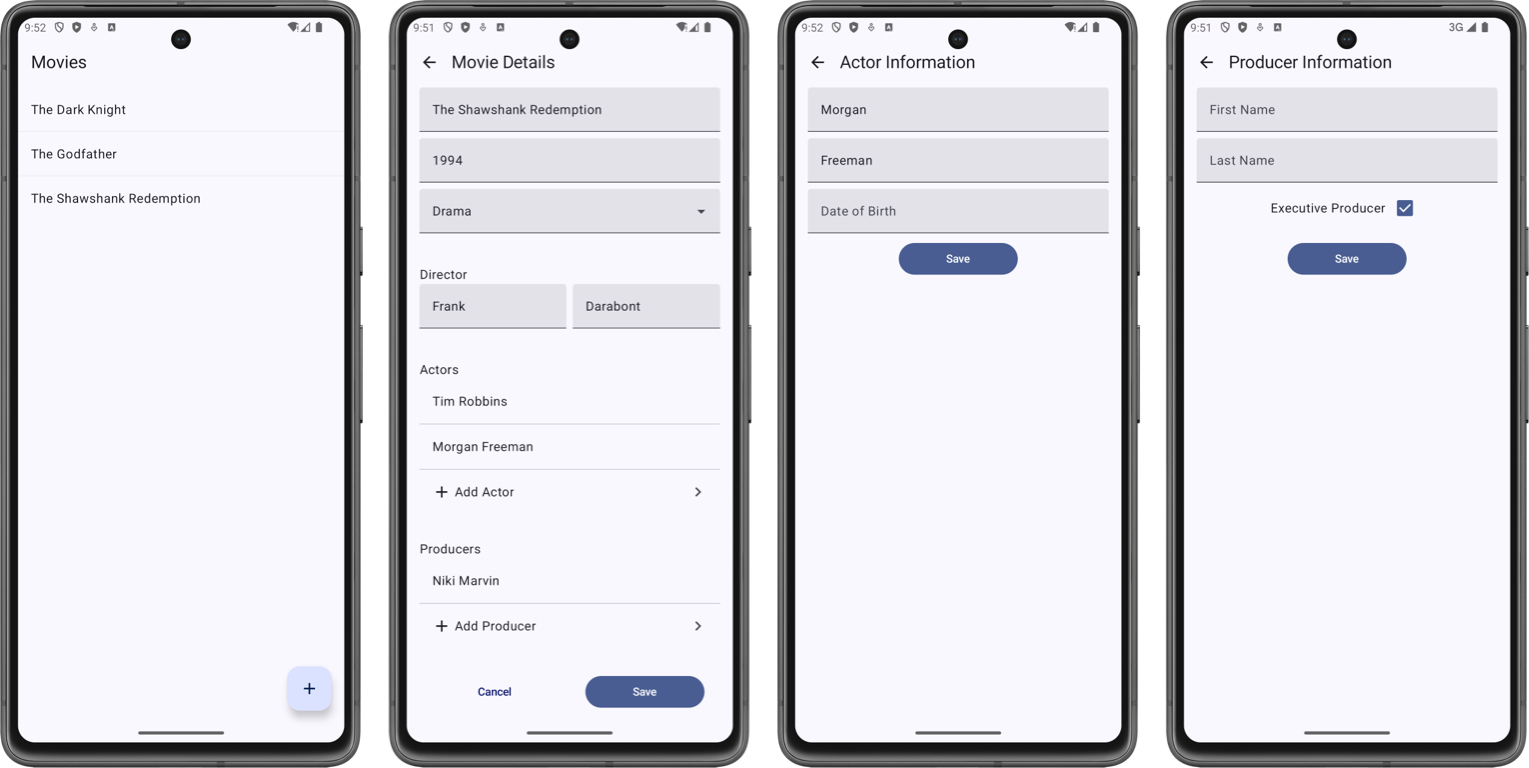 9:52
Movies
The Dark Knight
The Godfather
The Shawshank Redemption
+
9:51
Movie Details
The Shawshank Redemption
1994
Drama
Director
Frank Darabont
Actors
Tim Robbins
Morgan Freeman
+ Add Actor
Producers
Niki Marvin
+ Add Producer
Cancel Save
9:52
Actor Information
Morgan
Freeman
Date of Birth
Save
9:51 3G
Producer Information
First Name
Last Name
Executive Producer
Save